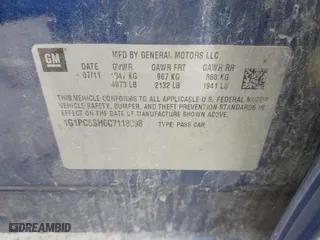 GM
MFD BY GENERAL MOTORS LLC
DATE GVWR GAWR FRT GAWR RR
07/11 1847 KG 967 KG 880 KG
4073 LB 2132 LB 1941 LB
THIS VEHICLE CONFORMS TO ALL APPLICABLE U.S. FEDERAL MOTOR
VEHICLE SAFETY, BUMPER, AND THEFT PREVENTION STANDARDS IN
EFFECT ON THE DATE OF MANUFACTURE SHOWN ABOVE.
TYPE: PASS CAR
DREAMBID